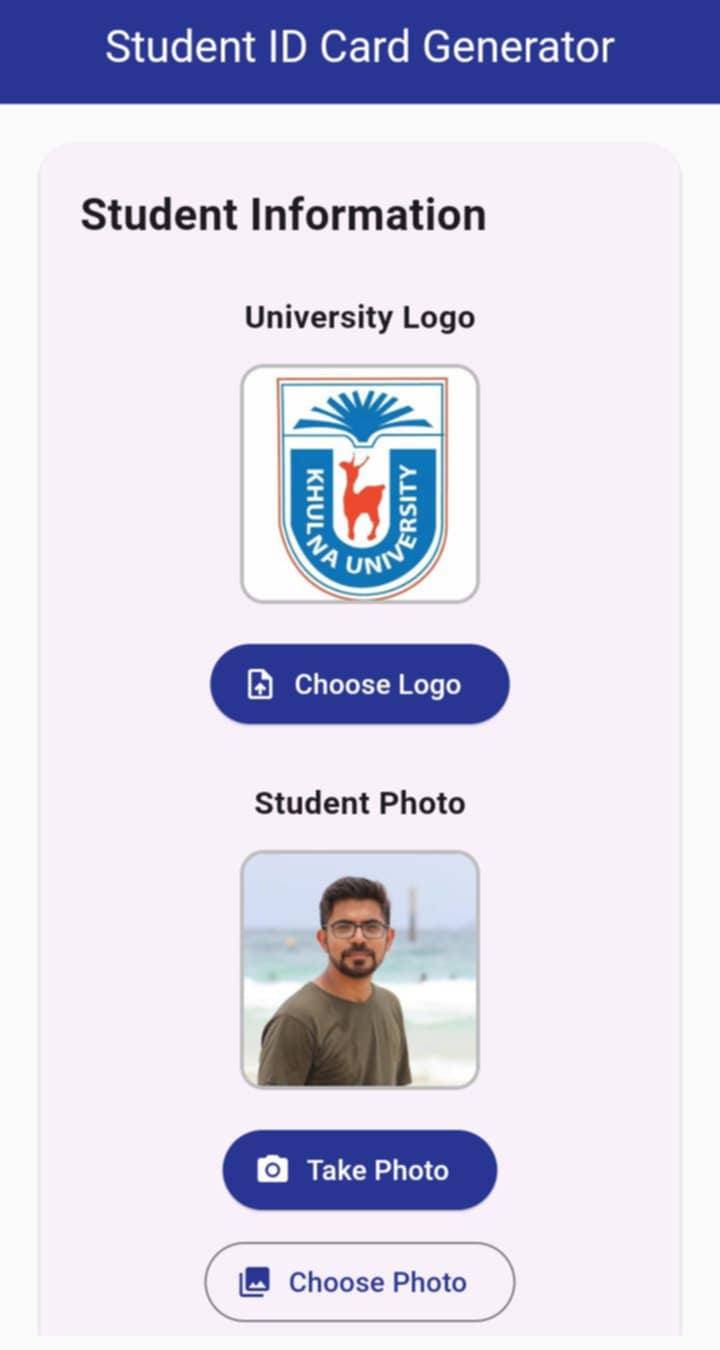 Student ID Card Generator
Student Information
University Logo
KHULNA UNIVERSITY
Choose Logo
Student Photo
Take Photo
Choose Photo